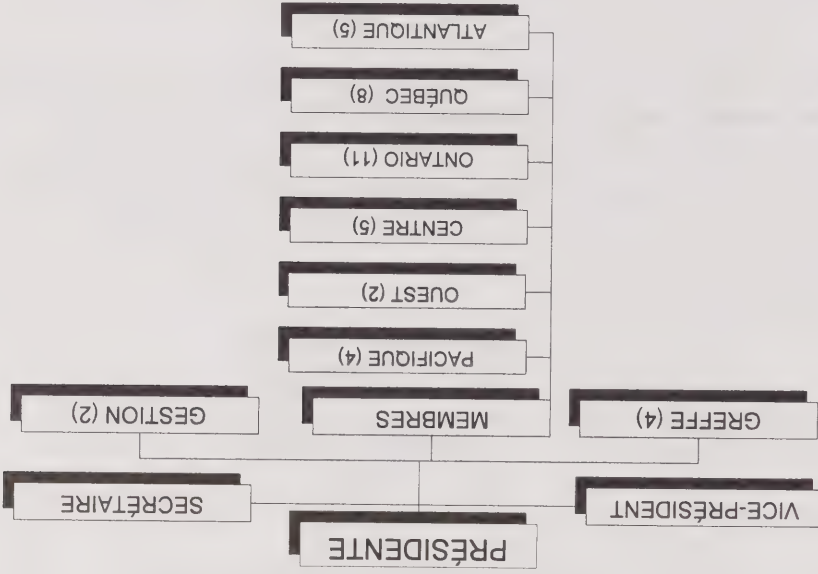 PRÉSIDENTE
VICE-PRÉSIDENT
SECRÉTAIRE
GREFFE (4)
MEMBRES
GESTION (2)
PACIFIQUE (4)
OUEST (2)
CENTRE (5)
ONTARIO (11)
QUÉBEC (8)
ATLANTIQUE (5)